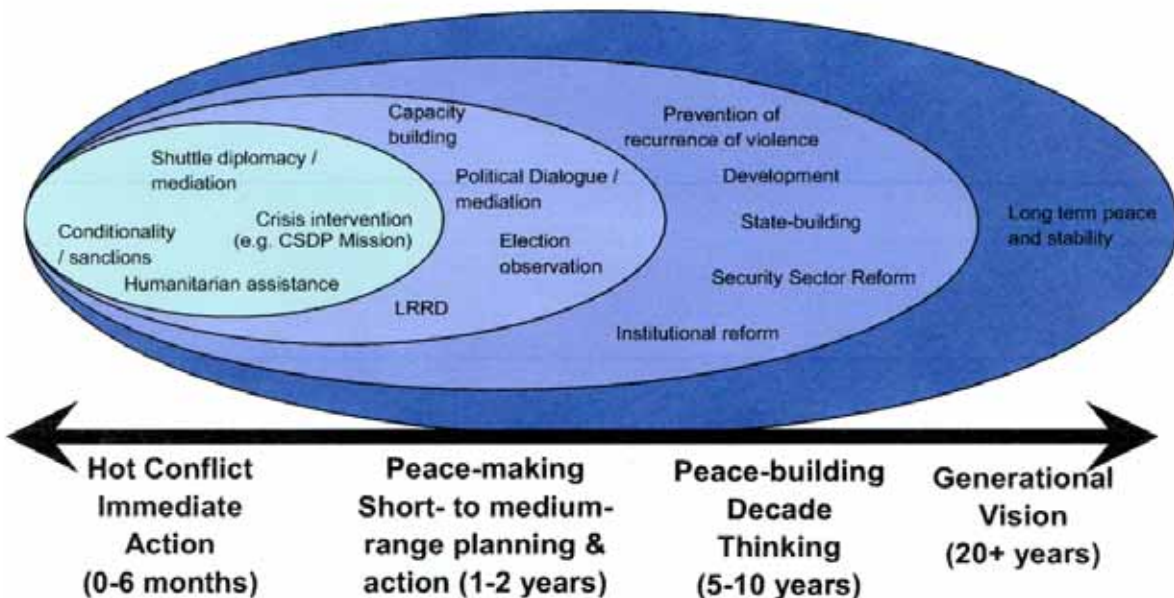 Shuttle diplomacy /
mediation
Conditionality
/ sanctions
Crisis intervention
(e.g. CSDP Mission)
Humanitarian assistance
Capacity
building
Political Dialogue /
mediation
Election
observation
LRRD
Prevention of
recurrence of violence
Development
State-building
Security Sector Reform
Institutional reform
Long term peace
and stability
Hot Conflict
Immediate
Action
(0-6 months)
Peace-making
Short- to medium-
range planning &
action (1-2 years)
Peace-building
Decade
Thinking
(5-10 years)
Generational
Vision
(20+ years)